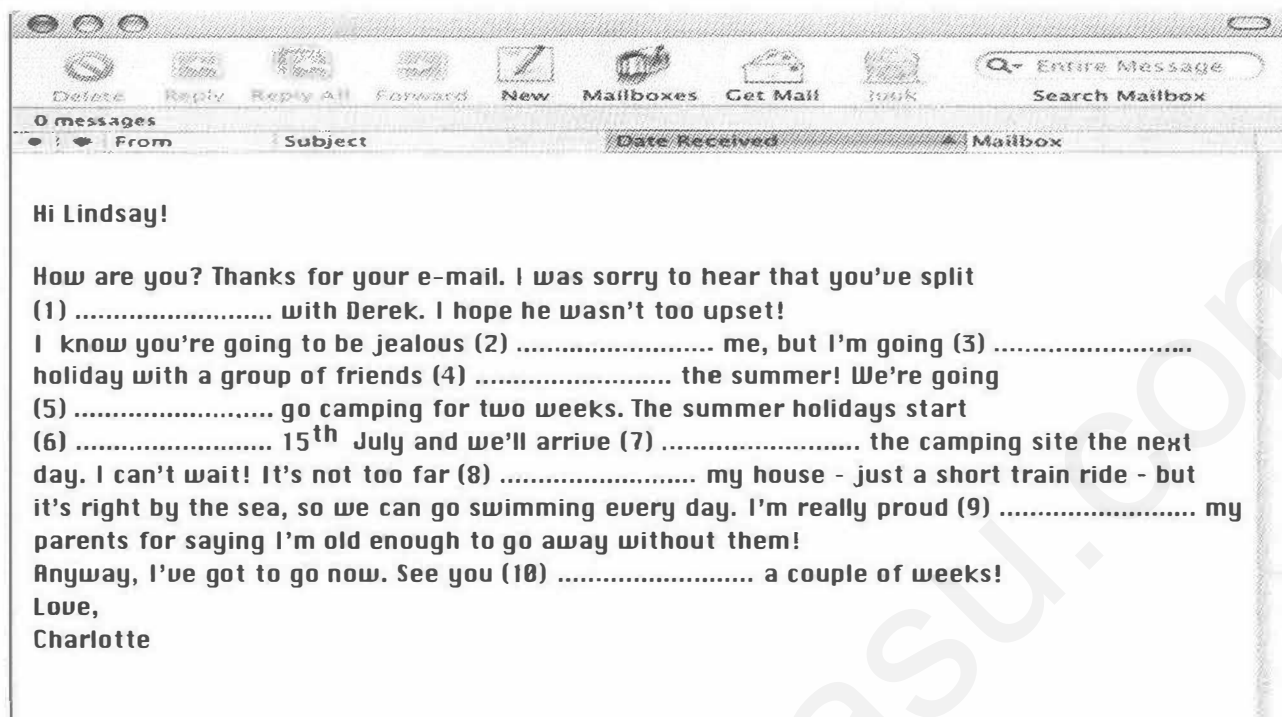 Delete Reply Reply All Forward New Mailboxes Get Mail Junk Entire Message
Search Mailbox
0 messages
From Subject Date Received Mailbox
Hi Lindsay!
How are you? Thanks for your e-mail. I was sorry to hear that you've split
(1) .......................... with Derek. I hope he wasn't too upset!
I know you're going to be jealous (2) .......................... me, but I'm going (3) ..........................
holiday with a group of friends (4) .......................... the summer! We're going
(5) .......................... go camping for two weeks. The summer holidays start
(6) .......................... 15th July and we'll arrive (7) .......................... the camping site the next
day. I can't wait! It's not too far (8) .......................... my house - just a short train ride - but
it's right by the sea, so we can go swimming every day. I'm really proud (9) .......................... my
parents for saying I'm old enough to go away without them!
Anyway, I've got to go now. See you (10) .......................... a couple of weeks!
Love,
Charlotte